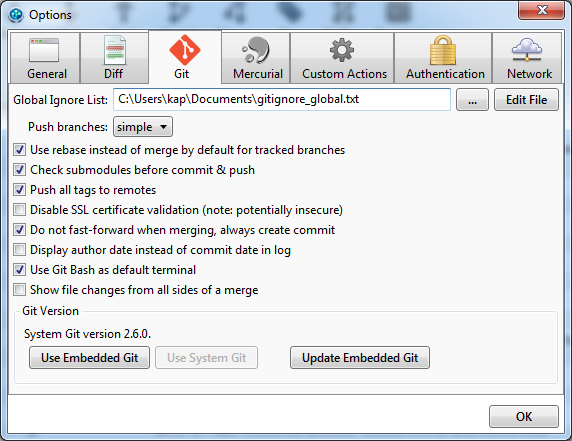 Options
General Diff Git Mercurial Custom Actions Authentication Network
Global Ignore List: C:\Users\kap\Documents\gitignore_global.txt ... Edit File
Push branches: simple
Use rebase instead of merge by default for tracked branches
Check submodules before commit & push
Push all tags to remotes
Disable SSL certificate validation (note: potentially insecure)
Do not fast-forward when merging, always create commit
Display author date instead of commit date in log
Use Git Bash as default terminal
Show file changes from all sides of a merge
Git Version
System Git version 2.6.0.
Use Embedded Git Use System Git Update Embedded Git
OK